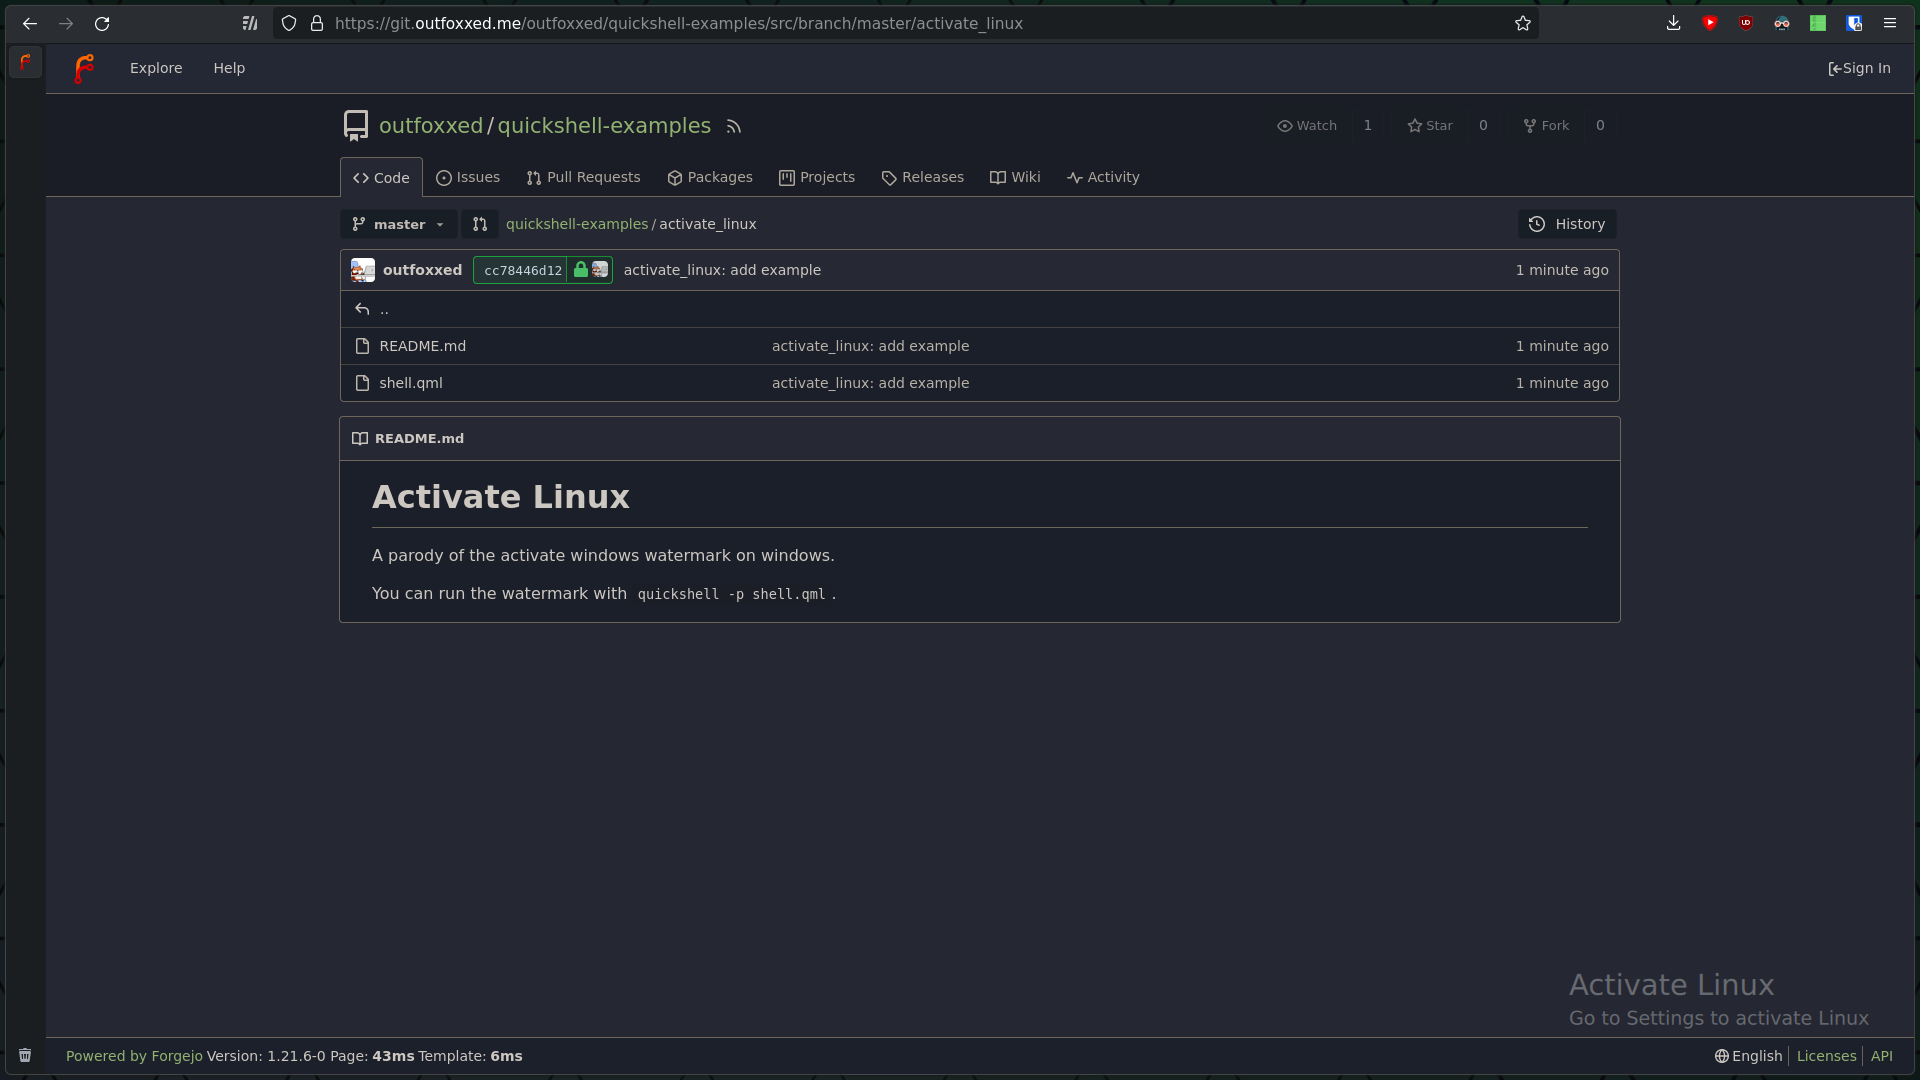 https://git.outfoxxed.me/outfoxxed/quickshell-examples/src/branch/master/activate_linux
Explore Help Sign In
outfoxxed/quickshell-examples Watch 1 Star 0 Fork 0
Code Issues Pull Requests Packages Projects Releases Wiki Activity
master quickshell-examples/activate_linux History
outfoxxed cc78446d12 activate_linux: add example 1 minute ago
..
README.md activate_linux: add example 1 minute ago
shell.qml activate_linux: add example 1 minute ago
README.md
Activate Linux
A parody of the activate windows watermark on windows.
You can run the watermark with quickshell -p shell.qml.
Activate Linux
Go to Settings to activate Linux
Powered by Forgejo Version: 1.21.6-0 Page: 43ms Template: 6ms English Licenses API